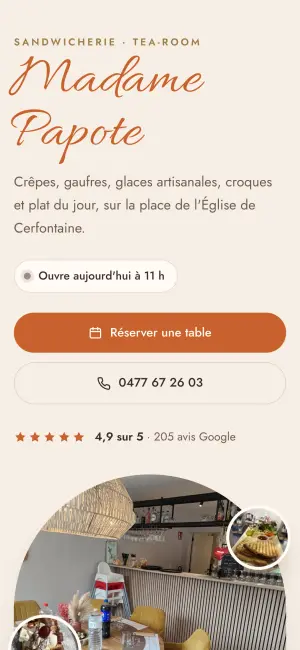 SANDWICHERIE · TEA-ROOM
Madame
Papote
Crêpes, gaufres, glaces artisanales, croques
et plat du jour, sur la place de l'Église de
Cerfontaine.
Ouvre aujourd'hui à 11 h
Réserver une table
0477 67 26 03
4,9 sur 5 · 205 avis Google